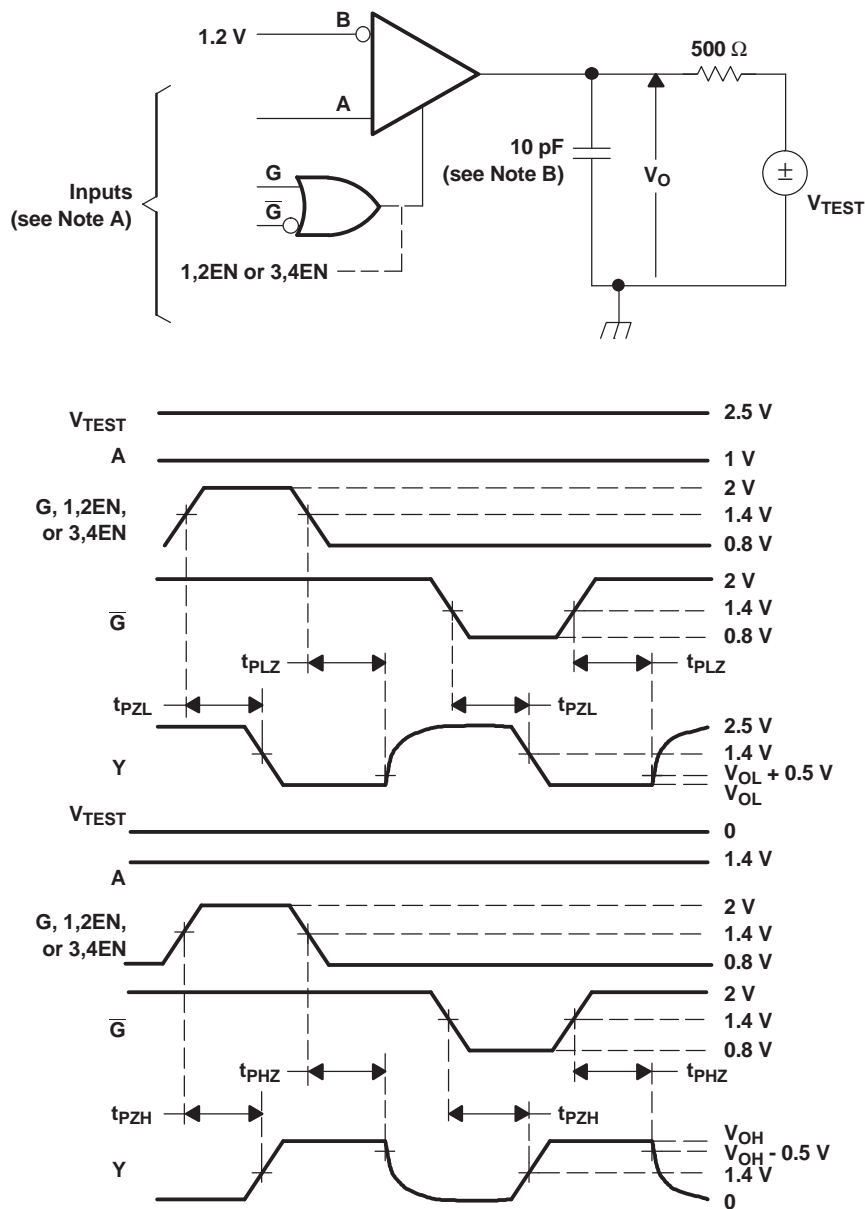 B
1.2 V
500 Ω
A
10 pF
(see Note B)
VO
±
VTEST
G
G̅
Inputs
(see Note A)
1,2EN or 3,4EN
VTEST
2.5 V
A
1 V
G, 1,2EN,
or 3,4EN
2 V
1.4 V
0.8 V
G̅
2 V
1.4 V
0.8 V
tPLZ
tPLZ
tPZL
tPZL
Y
2.5 V
1.4 V
VOL + 0.5 V
VOL
VTEST
0
A
1.4 V
G, 1,2EN,
or 3,4EN
2 V
1.4 V
0.8 V
G̅
2 V
1.4 V
0.8 V
tPHZ
tPHZ
tPZH
tPZH
Y
VOH
VOH - 0.5 V
1.4 V
0